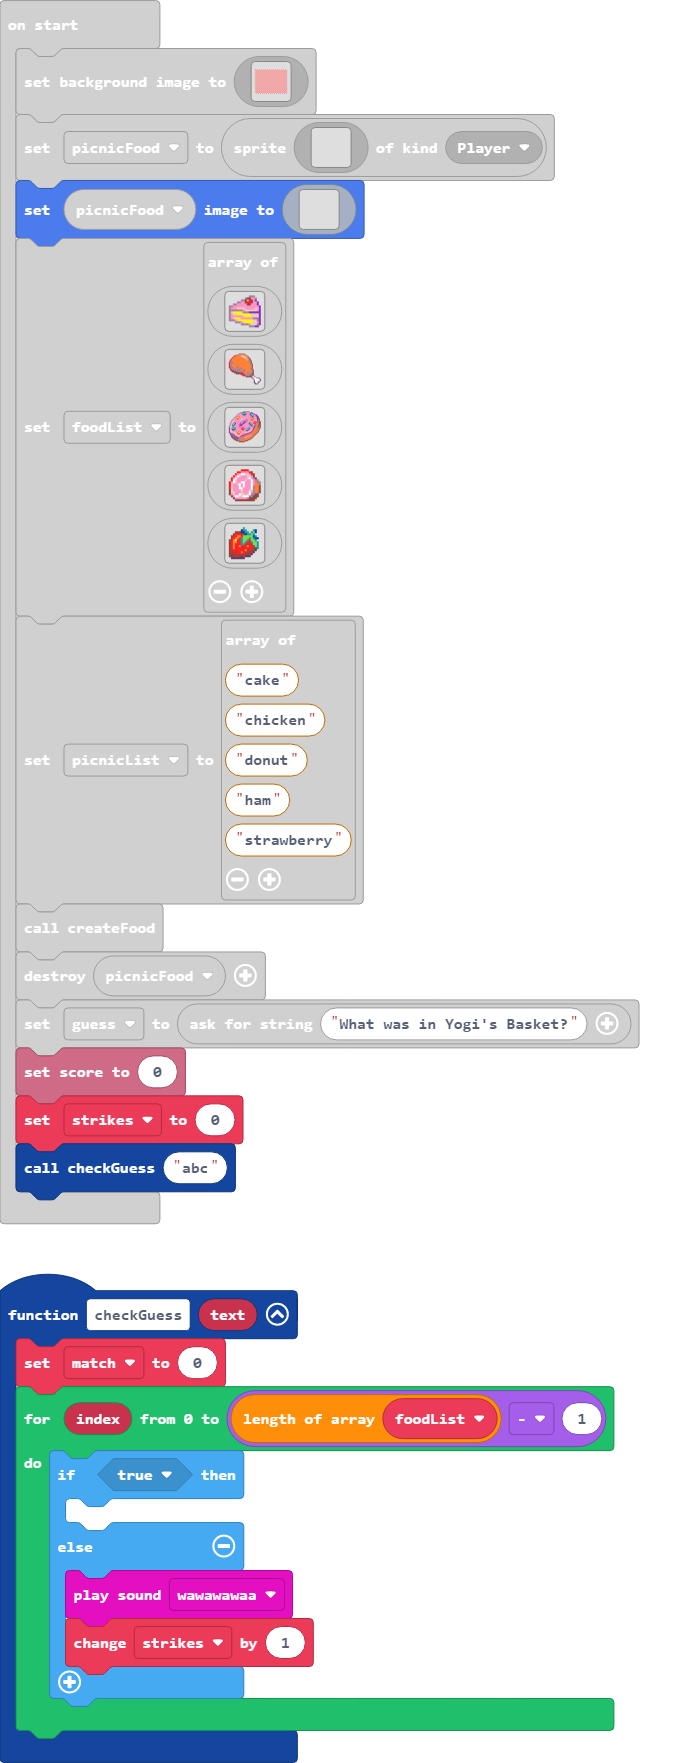 on start
set background image to
set picnicFood to sprite of kind Player
set picnicFood image to
array of
set foodList to
array of
"cake"
"chicken"
"donut"
set picnicList to
"ham"
"strawberry"
call createFood
destroy picnicFood
set guess to ask for string "What was in Yogi's Basket?"
set score to 0
set strikes to 0
call checkGuess "abc"
function checkGuess text
set match to 0
for index from 0 to length of array foodList - 1
do
if true then
else
play sound wawawawaa
change strikes by 1